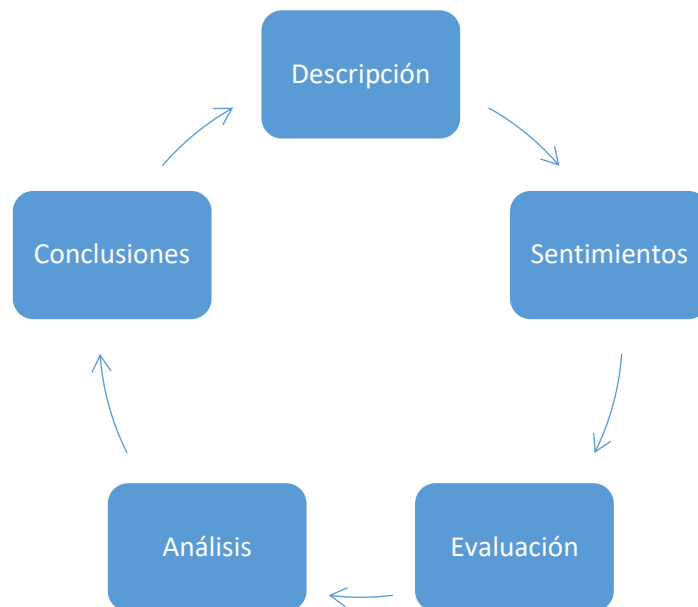 Descripción
Sentimientos
Evaluación
Análisis
Conclusiones